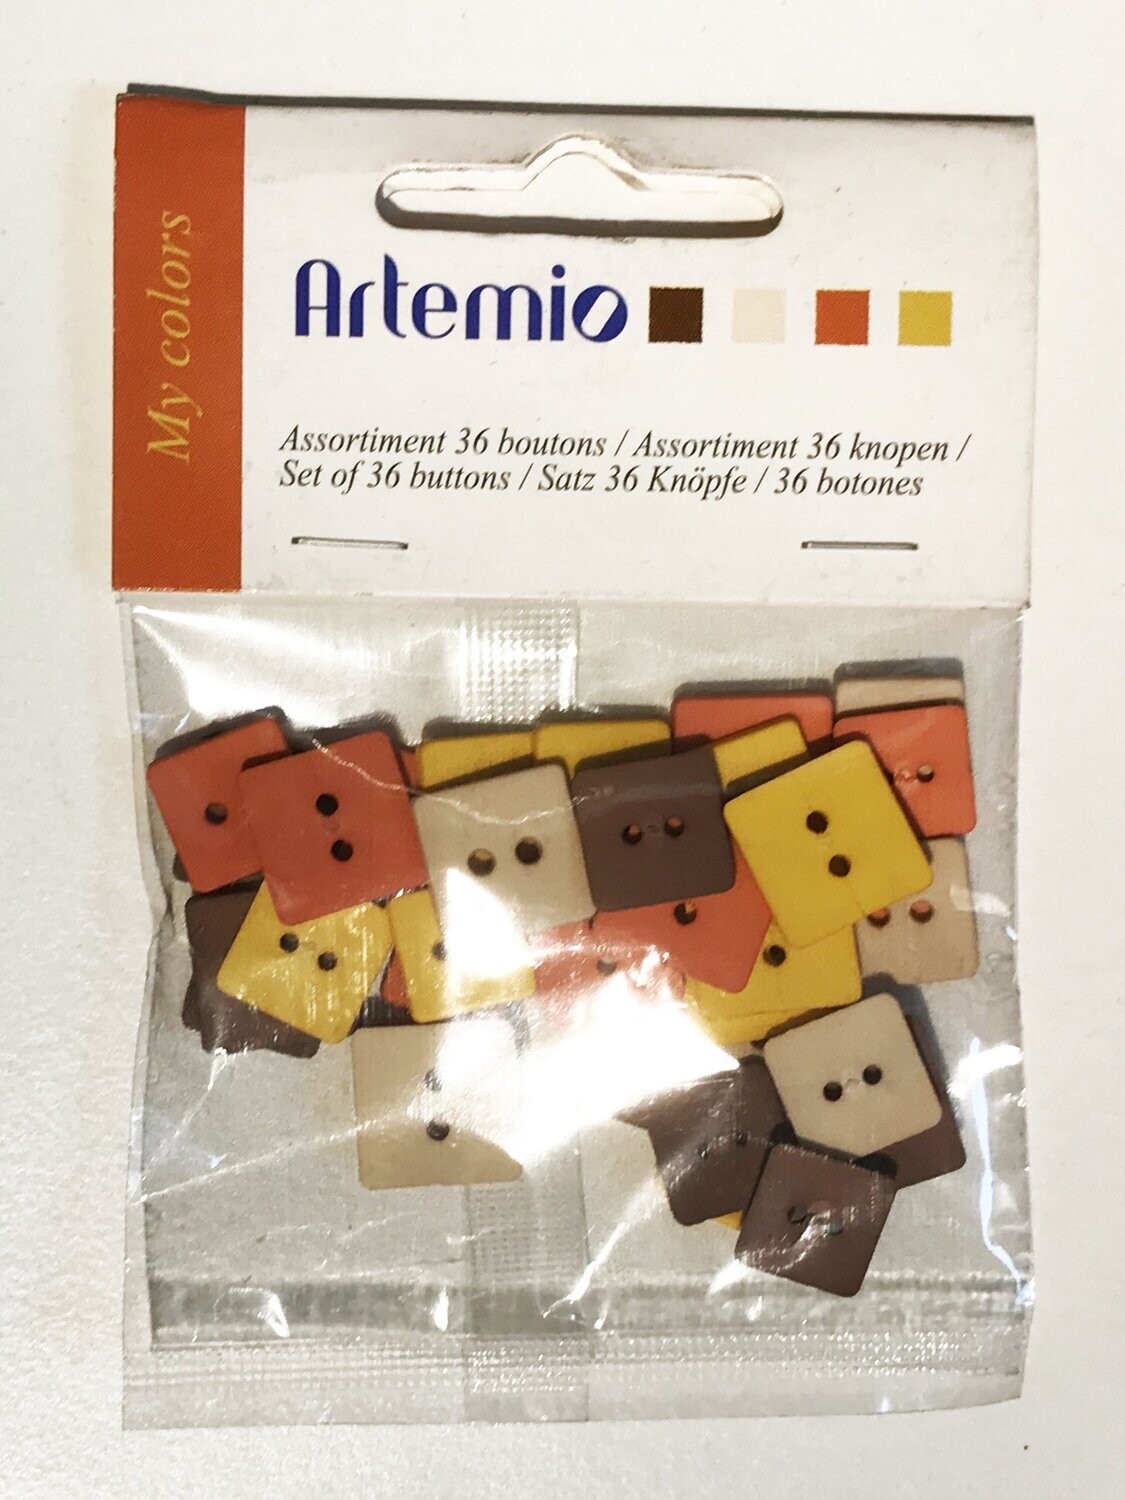 My colors
Artemio
Assortiment 36 boutons / Assortiment 36 knopen /
Set of 36 buttons / Satz 36 Knöpfe / 36 botones